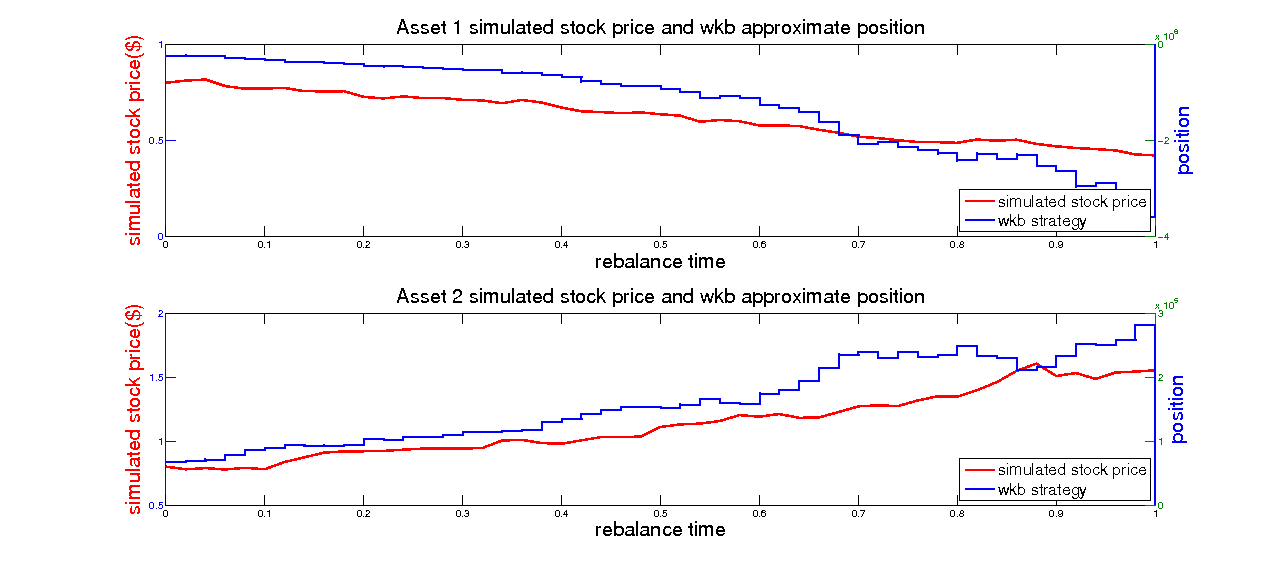 Asset 1 simulated stock price and wkb approximate position
simulated stock price($)
1
0.5
0
x 10
0
-2
-4
position
simulated stock price
wkb strategy
0 0.1 0.2 0.3 0.4 0.5 0.6 0.7 0.8 0.9 1
rebalance time
Asset 2 simulated stock price and wkb approximate position
simulated stock price($)
2
1.5
1
0.5
x 10
3
2
1
0
position
simulated stock price
wkb strategy
0 0.1 0.2 0.3 0.4 0.5 0.6 0.7 0.8 0.9 1
rebalance time